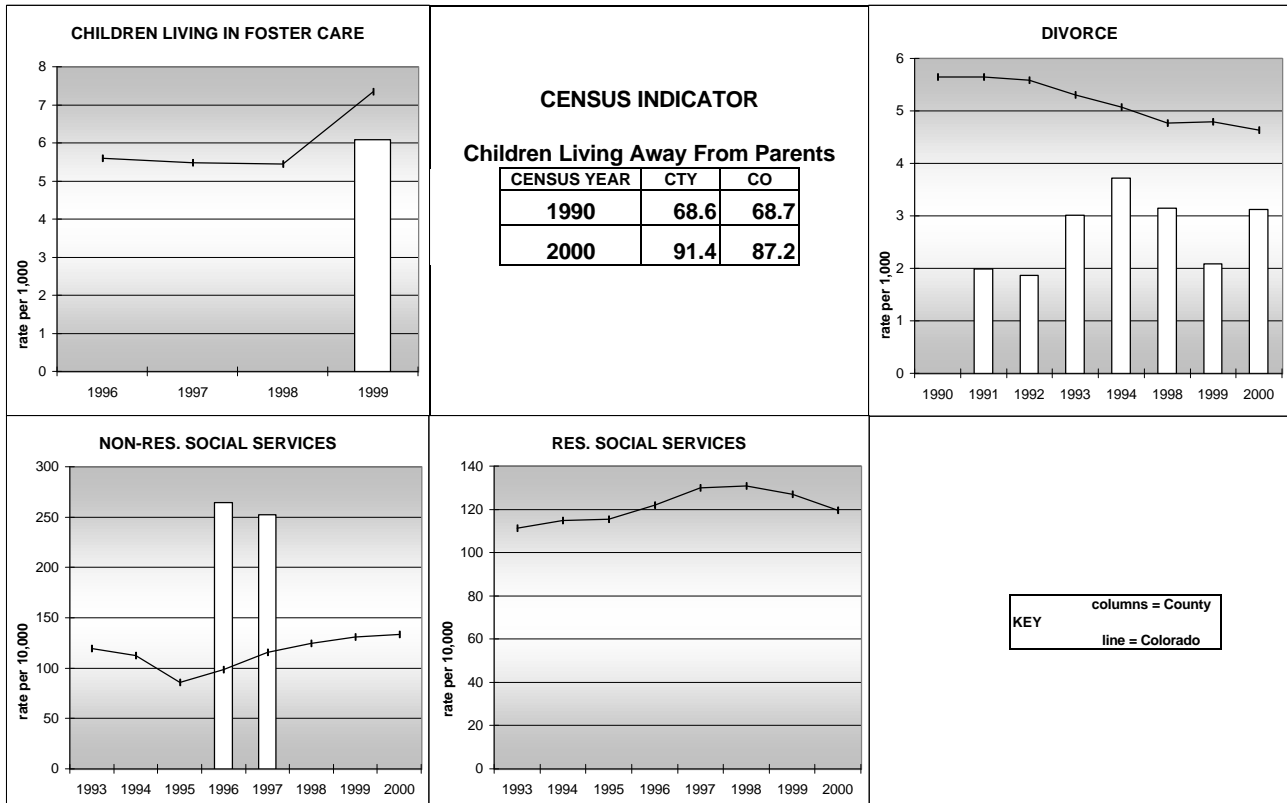 CHILDREN LIVING IN FOSTER CARE
8
7
6
5
4
3
2
1
0
rate per 1,000
1996 1997 1998 1999
CENSUS INDICATOR
Children Living Away From Parents
CENSUS YEAR CTY CO
1990 68.6 68.7
2000 91.4 87.2
DIVORCE
6
5
4
3
2
1
0
rate per 1,000
1990 1991 1992 1993 1994 1998 1999 2000
NON-RES. SOCIAL SERVICES
300
250
200
150
100
50
0
rate per 10,000
1993 1994 1995 1996 1997 1998 1999 2000
RES. SOCIAL SERVICES
140
120
100
80
60
40
20
0
rate per 10,000
1993 1994 1995 1996 1997 1998 1999 2000
columns = County
KEY
line = Colorado